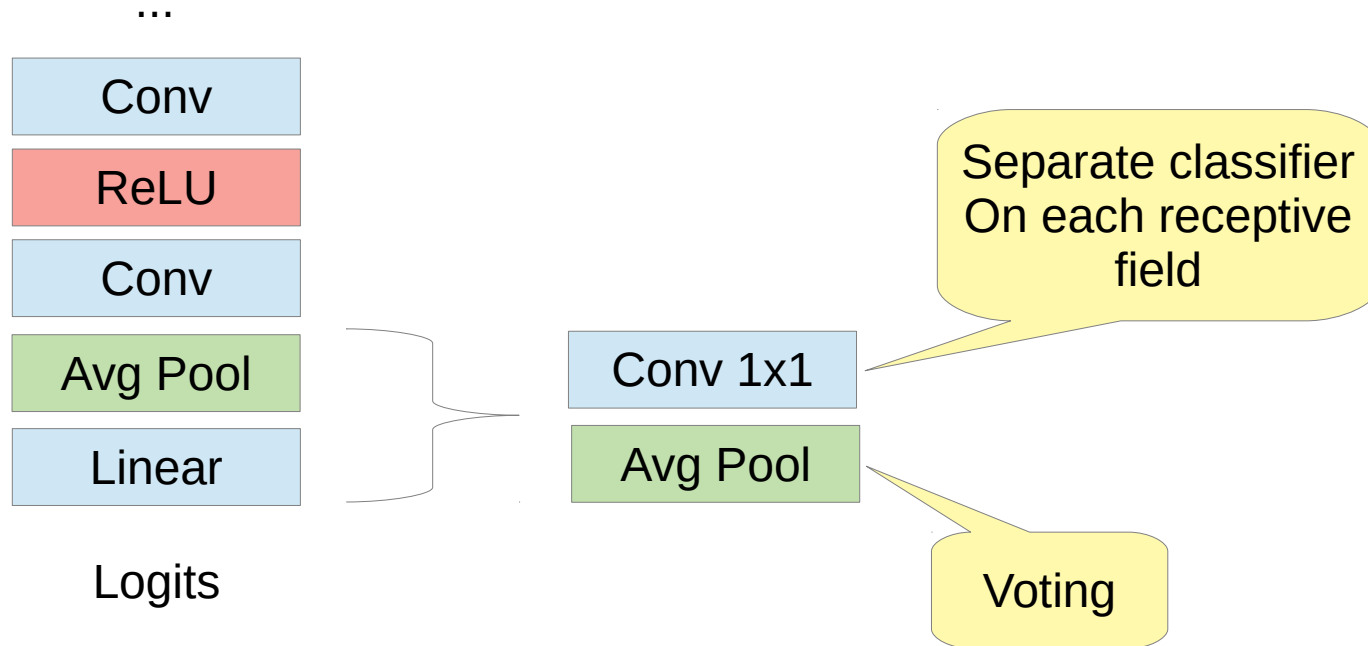 ...
Conv
ReLU
Conv
Avg Pool
Linear
Logits
Conv 1x1
Avg Pool
Separate classifier
On each receptive
field
Voting